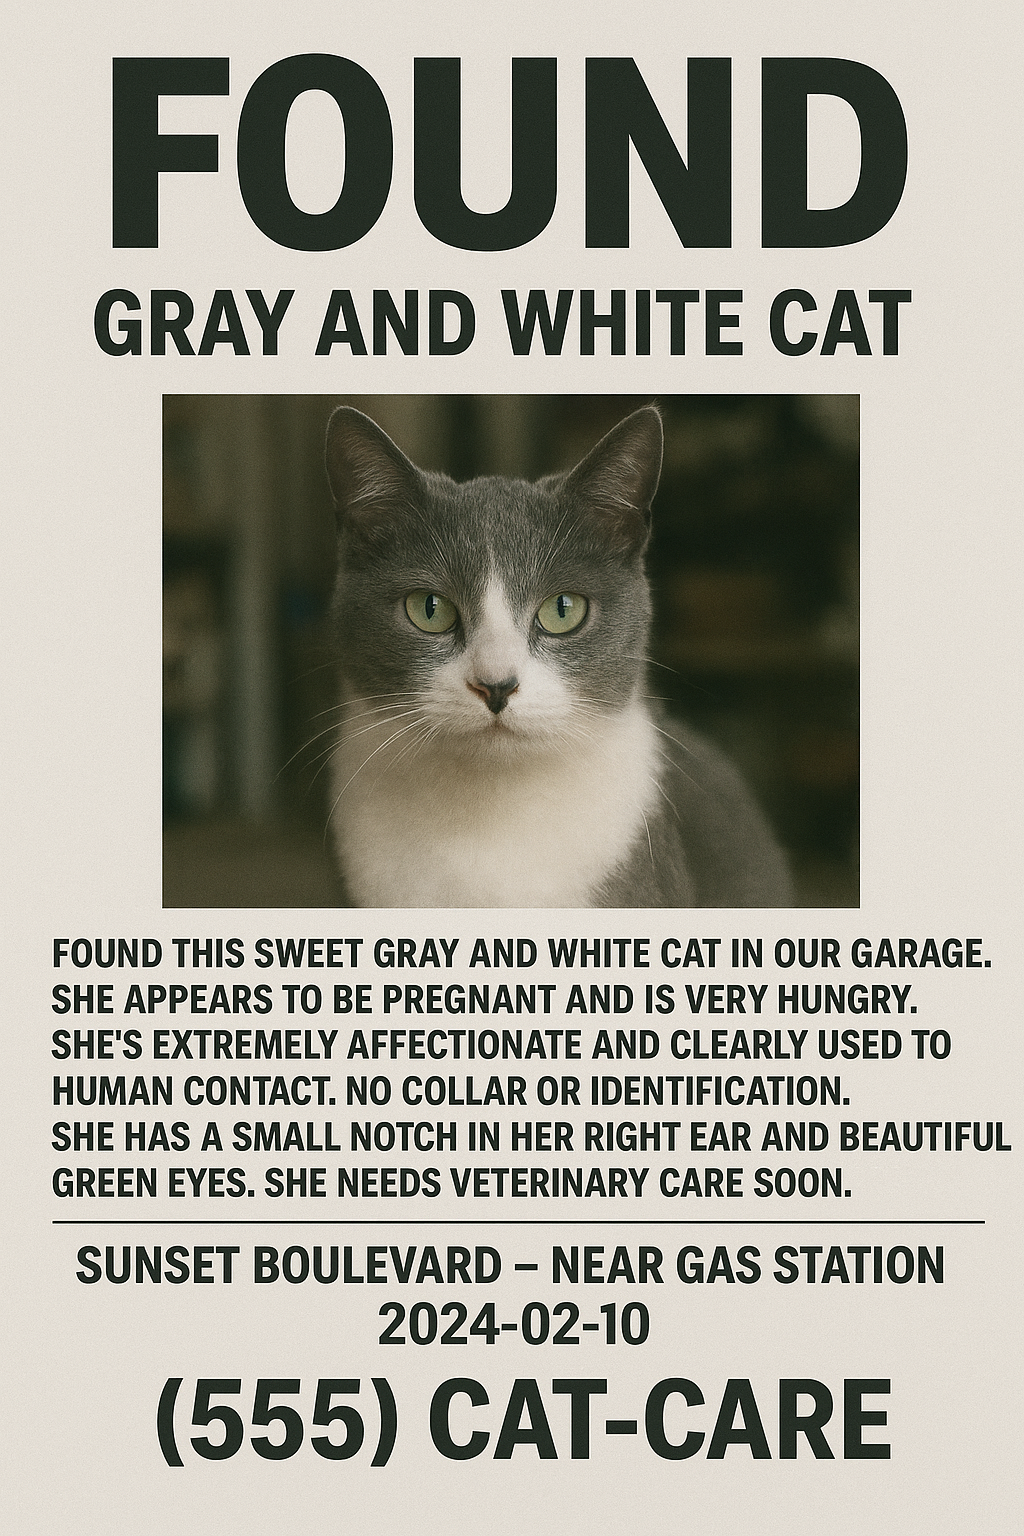 FOUND
GRAY AND WHITE CAT
FOUND THIS SWEET GRAY AND WHITE CAT IN OUR GARAGE.
SHE APPEARS TO BE PREGNANT AND IS VERY HUNGRY.
SHE'S EXTREMELY AFFECTIONATE AND CLEARLY USED TO
HUMAN CONTACT. NO COLLAR OR IDENTIFICATION.
SHE HAS A SMALL NOTCH IN HER RIGHT EAR AND BEAUTIFUL
GREEN EYES. SHE NEEDS VETERINARY CARE SOON.
SUNSET BOULEVARD – NEAR GAS STATION
2024-02-10
(555) CAT-CARE